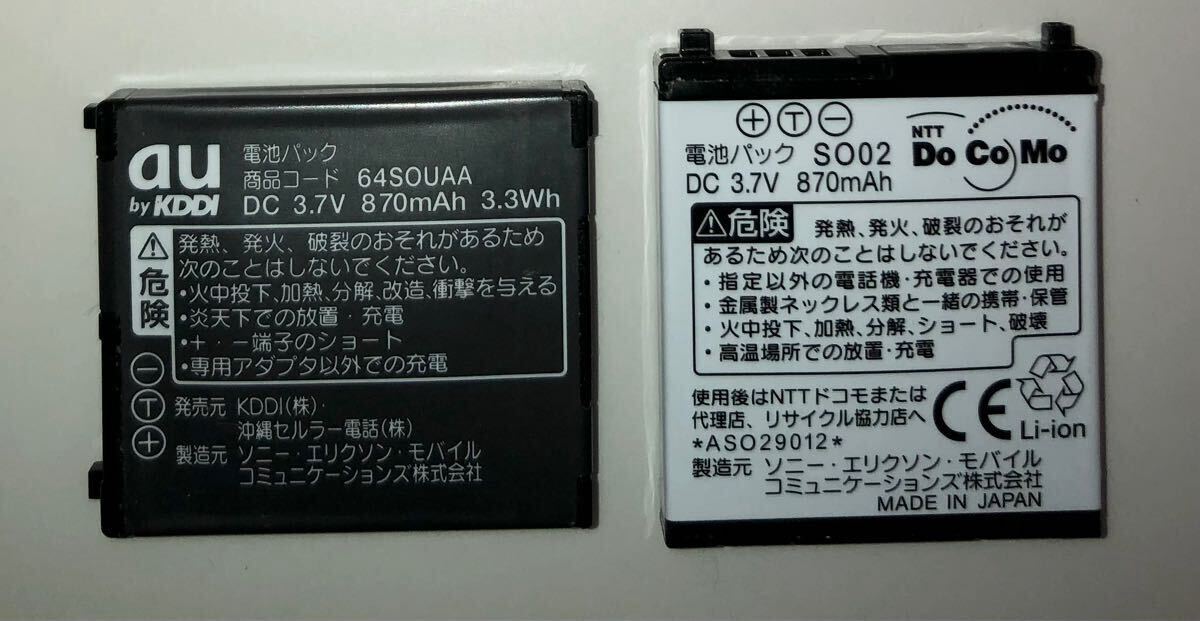 au
by KDDI
電池パック
商品コード 64SOUAA
DC 3.7V 870mAh 3.3Wh
⚠危険
発熱、発火、破裂のおそれがあるため
次のことはしないでください。
・火中投下、加熱、分解、改造、衝撃を与える
・炎天下での放置・充電
・+・−端子のショート
・専用アダプタ以外での充電
⊖
Ⓣ
⊕
発売元 KDDI(株)・
沖縄セルラー電話(株)
製造元 ソニー・エリクソン・モバイル
コミュニケーションズ株式会社
⊕Ⓣ⊖
電池パック SO02
DC 3.7V 870mAh
NTT
DoCoMo
⚠危険 発熱、発火、破裂のおそれが
あるため次のことはしないでください。
・指定以外の電話機・充電器での使用
・金属製ネックレス類と一緒の携帯・保管
・火中投下、加熱、分解、ショート、破壊
・高温場所での放置・充電
使用後はNTTドコモまたは
代理店、リサイクル協力店へ
*ASO29012*
CE
Li-ion
製造元 ソニー・エリクソン・モバイル
コミュニケーションズ株式会社
MADE IN JAPAN